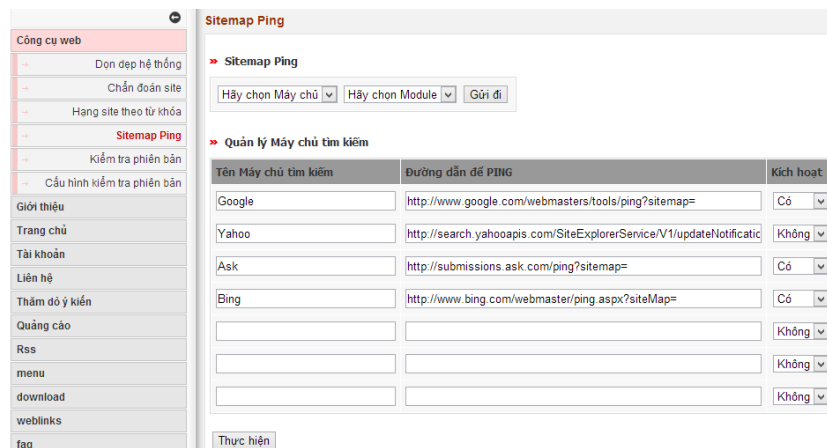 Sitemap Ping
Công cụ web
Dọn dẹp hệ thống
Chẩn đoán site
Hạng site theo từ khóa
Sitemap Ping
Kiểm tra phiên bản
Cấu hình kiểm tra phiên bản
Giới thiệu
Trang chủ
Tài khoản
Liên hệ
Thăm dò ý kiến
Quảng cáo
Rss
menu
download
weblinks
faq
Sitemap Ping
Hãy chọn Máy chủ Hãy chọn Module Gửi đi
Quản lý Máy chủ tìm kiếm
Tên Máy chủ tìm kiếm Đường dẫn để PING Kích hoạt
Google http://www.google.com/webmasters/tools/ping?sitemap= Có
Yahoo http://search.yahooapis.com/SiteExplorerService/V1/updateNotificatic Không
Ask http://submissions.ask.com/ping?sitemap= Có
Bing http://www.bing.com/webmaster/ping.aspx?siteMap= Có
Không
Không
Không
Thực hiện